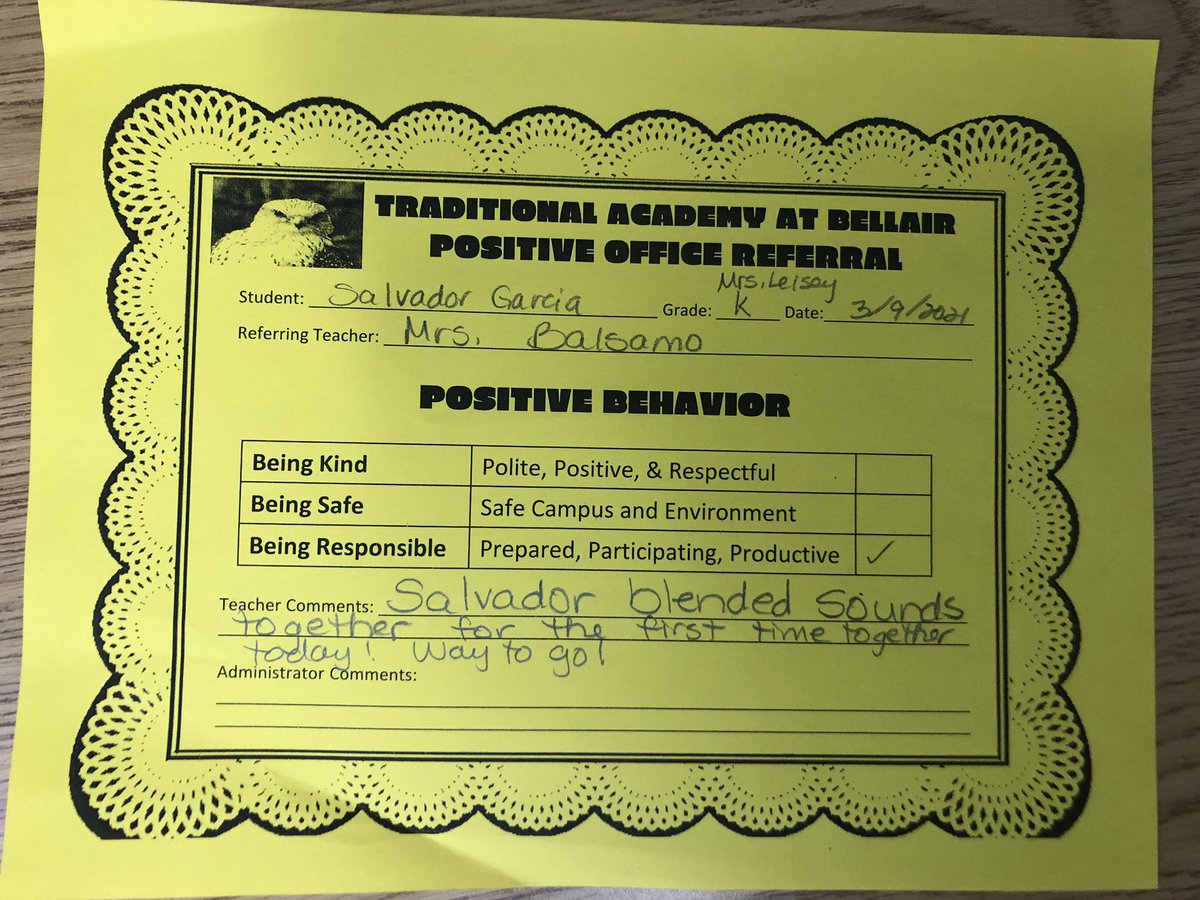 TRADITIONAL ACADEMY AT BELLAIR
POSITIVE OFFICE REFERRAL
Mrs. Leisey
Student: Salvador Garcia Grade: K Date: 3/9/2021
Referring Teacher: Mrs. Balsamo
POSITIVE BEHAVIOR
Being Kind Polite, Positive, & Respectful
Being Safe Safe Campus and Environment
Being Responsible Prepared, Participating, Productive ✓
Teacher Comments: Salvador blended sounds
together for the first time together
today! Way to go!
Administrator Comments: